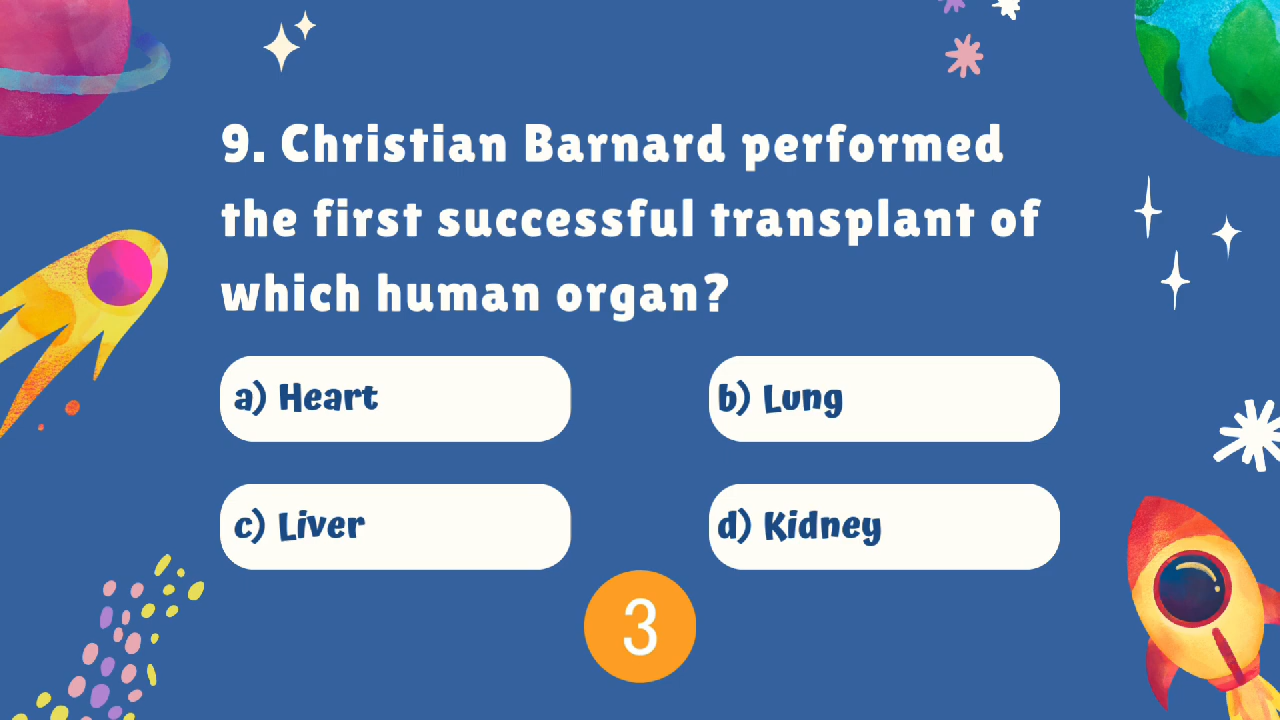 9. Christian Barnard performed
the first successful transplant of
which human organ?
a) Heart
b) Lung
c) Liver
d) Kidney
3